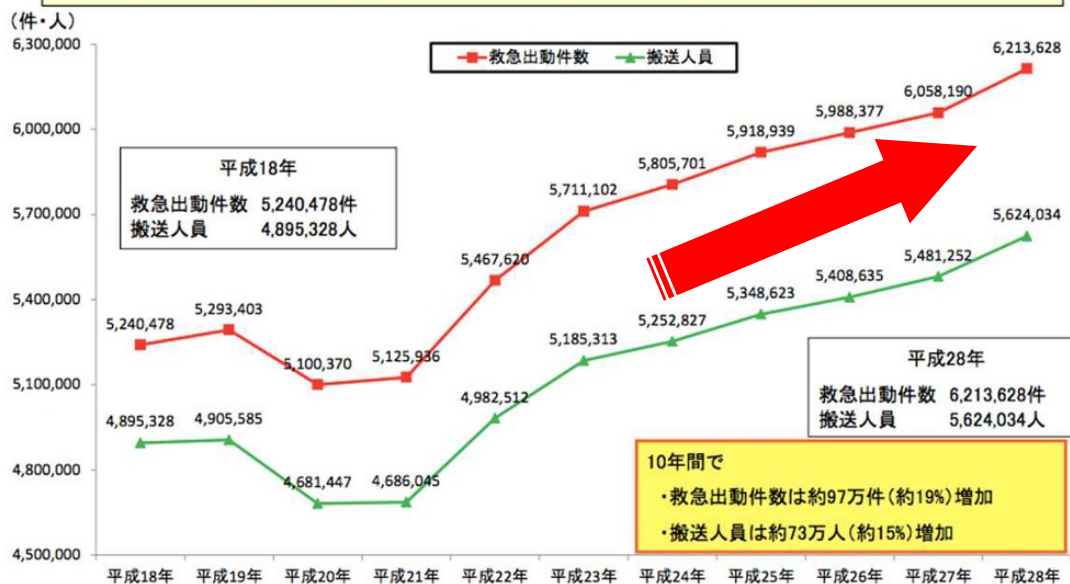 (件・人)
6,300,000
6,000,000
5,700,000
5,400,000
5,100,000
4,800,000
4,500,000
救急出動件数 搬送人員
平成18年
救急出動件数 5,240,478件
搬送人員 4,895,328人
5,240,478
5,293,403
5,100,370
5,125,936
5,467,620
5,711,102
5,805,701
5,918,939
5,988,377
6,058,190
6,213,628
4,895,328
4,905,585
4,681,447
4,686,045
4,982,512
5,185,313
5,252,827
5,348,623
5,408,635
5,481,252
5,624,034
平成28年
救急出動件数 6,213,628件
搬送人員 5,624,034人
10年間で
・救急出動件数は約97万件(約19%)増加
・搬送人員は約73万人(約15%)増加
平成18年 平成19年 平成20年 平成21年 平成22年 平成23年 平成24年 平成25年 平成26年 平成27年 平成28年